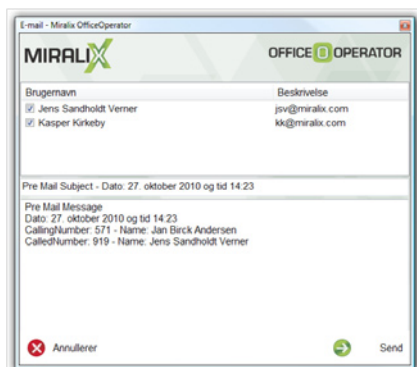 E-mail - Miralix OfficeOperator
MIRALIX OFFICE OPERATOR
Brugernavn Beskrivelse
Jens Sandholdt Verner jsv@miralix.com
Kasper Kirkeby kk@miralix.com
Pre Mail Subject - Dato: 27. oktober 2010 og tid 14:23
Pre Mail Message
Dato: 27. oktober 2010 og tid 14:23
CallingNumber: 571 - Name: Jan Birck Andersen
CalledNumber: 919 - Name: Jens Sandholdt Verner
Annullerer Send